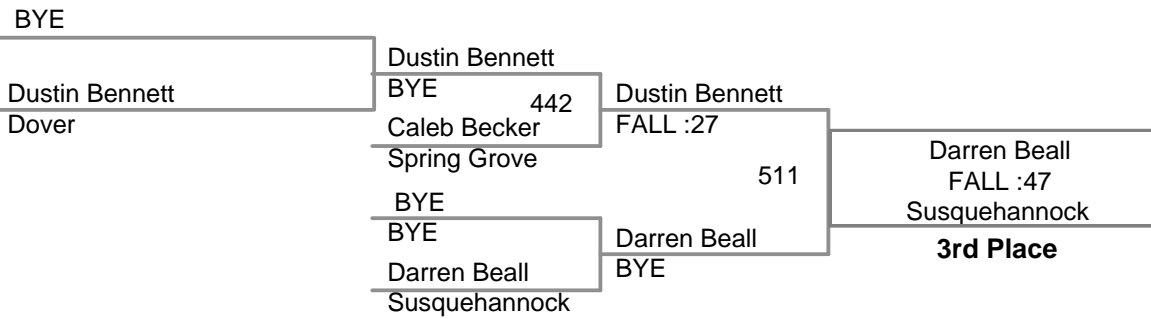 BYE
Dustin Bennett
Dover
Dustin Bennett
BYE
442
Caleb Becker
Spring Grove
BYE
BYE
Darren Beall
Susquehannock
Dustin Bennett
FALL :27
511
Darren Beall
BYE
Darren Beall
FALL :47
Susquehannock
3rd Place